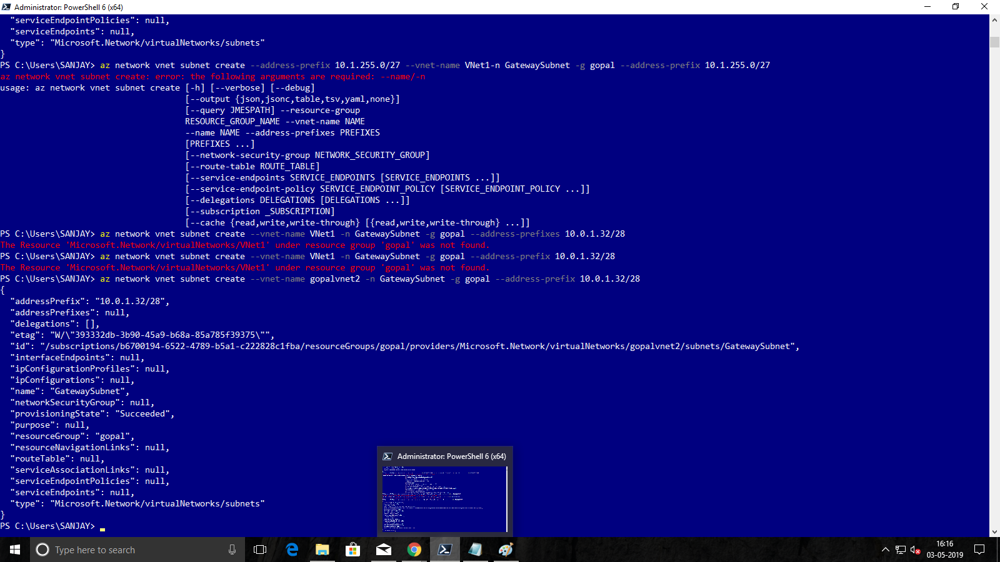 Administrator: PowerShell 6 (x64)
"serviceEndpointPolicies": null,
"serviceEndpoints": null,
"type": "Microsoft.Network/virtualNetworks/subnets"
}
PS C:\Users\SANJAY> az network vnet subnet create --address-prefix 10.1.255.0/27 --vnet-name VNet1-n GatewaySubnet -g gopal --address-prefix 10.1.255.0/27
az network vnet subnet create: error: the following arguments are required: --name/-n
usage: az network vnet subnet create [-h] [--verbose] [--debug]
[--output {json,jsonc,table,tsv,yaml,none}]
[--query JMESPATH] --resource-group
RESOURCE_GROUP_NAME --vnet-name NAME
--name NAME --address-prefixes PREFIXES
[PREFIXES ...]
[--network-security-group NETWORK_SECURITY_GROUP]
[--route-table ROUTE_TABLE]
[--service-endpoints SERVICE_ENDPOINTS [SERVICE_ENDPOINTS ...]]
[--service-endpoint-policy SERVICE_ENDPOINT_POLICY [SERVICE_ENDPOINT_POLICY ...]]
[--delegations DELEGATIONS [DELEGATIONS ...]]
[--subscription _SUBSCRIPTION]
[--cache {read,write,write-through} [{read,write,write-through} ...]]
PS C:\Users\SANJAY> az network vnet subnet create --vnet-name VNet1 -n GatewaySubnet -g gopal --address-prefixes 10.0.1.32/28
The Resource 'Microsoft.Network/virtualNetworks/VNet1' under resource group 'gopal' was not found.
PS C:\Users\SANJAY> az network vnet subnet create --vnet-name VNet1 -n GatewaySubnet -g gopal --address-prefix 10.0.1.32/28
The Resource 'Microsoft.Network/virtualNetworks/VNet1' under resource group 'gopal' was not found.
PS C:\Users\SANJAY> az network vnet subnet create --vnet-name gopalvnet2 -n GatewaySubnet -g gopal --address-prefix 10.0.1.32/28
{
"addressPrefix": "10.0.1.32/28",
"addressPrefixes": null,
"delegations": [],
"etag": "W/\"393332db-3b90-45a9-b68a-85a785f39375\"",
"id": "/subscriptions/b6700194-6522-4789-b5a1-c222828c1fba/resourceGroups/gopal/providers/Microsoft.Network/virtualNetworks/gopalvnet2/subnets/GatewaySubnet",
"interfaceEndpoints": null,
"ipConfigurationProfiles": null,
"ipConfigurations": null,
"name": "GatewaySubnet",
"networkSecurityGroup": null,
"provisioningState": "Succeeded",
"purpose": null,
"resourceGroup": "gopal",
"resourceNavigationLinks": null,
"routeTable": null,
"serviceAssociationLinks": null,
"serviceEndpointPolicies": null,
"serviceEndpoints": null,
"type": "Microsoft.Network/virtualNetworks/subnets"
}
PS C:\Users\SANJAY>
Administrator: PowerShell 6 (x64)
Type here to search
16:16
03-05-2019